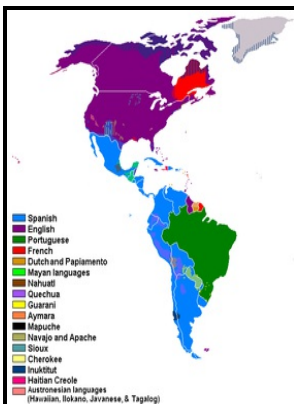 Spanish
English
Portuguese
French
Dutch and Papiamento
Mayan languages
Nahuatl
Quechua
Guarani
Aymara
Mapuche
Navajo and Apache
Sioux
Cherokee
Inuktitut
Haitian Creole
Austronesian languages
(Hawaiian, Ilokano, Javanese, & Tagalog)